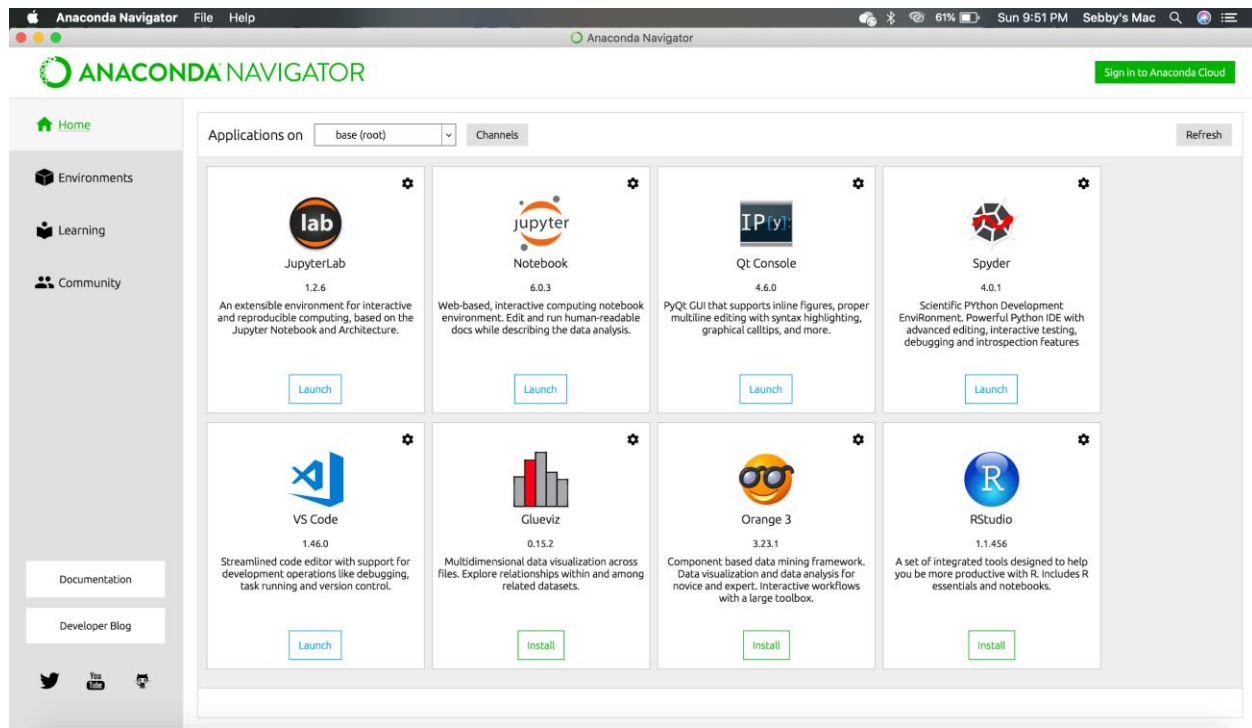 Anaconda Navigator File Help 61% Sun 9:51 PM Sebby's Mac
Anaconda Navigator
ANACONDA NAVIGATOR
Sign in to Anaconda Cloud
Home
Environments
Learning
Community
Documentation
Developer Blog
You
Tube
Applications on base (root) Channels Refresh
lab
JupyterLab
1.2.6
An extensible environment for interactive
and reproducible computing, based on the
Jupyter Notebook and Architecture.
Launch
jupyter
Notebook
6.0.3
Web-based, interactive computing notebook
environment. Edit and run human-readable
docs while describing the data analysis.
Launch
IP[y]:
Qt Console
4.6.0
PyQt GUI that supports inline figures, proper
multiline editing with syntax highlighting,
graphical calltips, and more.
Launch
Spyder
4.0.1
Scientific PYthon Development
EnviRonment. Powerful Python IDE with
advanced editing, interactive testing,
debugging and introspection features
Launch
VS Code
1.46.0
Streamlined code editor with support for
development operations like debugging,
task running and version control.
Launch
Glueviz
0.15.2
Multidimensional data visualization across
files. Explore relationships within and among
related datasets.
Install
Orange 3
3.23.1
Component based data mining framework.
Data visualization and data analysis for
novice and expert. Interactive workflows
with a large toolbox.
Install
R
RStudio
1.1.456
A set of integrated tools designed to help
you be more productive with R. Includes R
essentials and notebooks.
Install